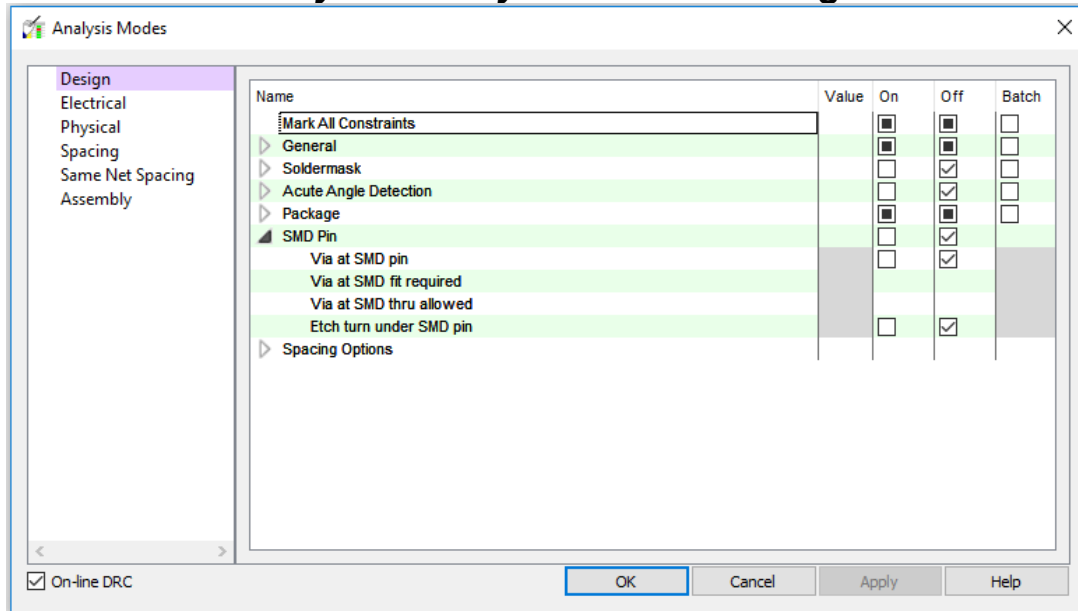 Analysis Modes
Design
Electrical
Physical
Spacing
Same Net Spacing
Assembly
Name Value On Off Batch
Mark All Constraints
General
Soldermask
Acute Angle Detection
Package
SMD Pin
Via at SMD pin
Via at SMD fit required
Via at SMD thru allowed
Etch turn under SMD pin
Spacing Options
On-line DRC
OK Cancel Apply Help